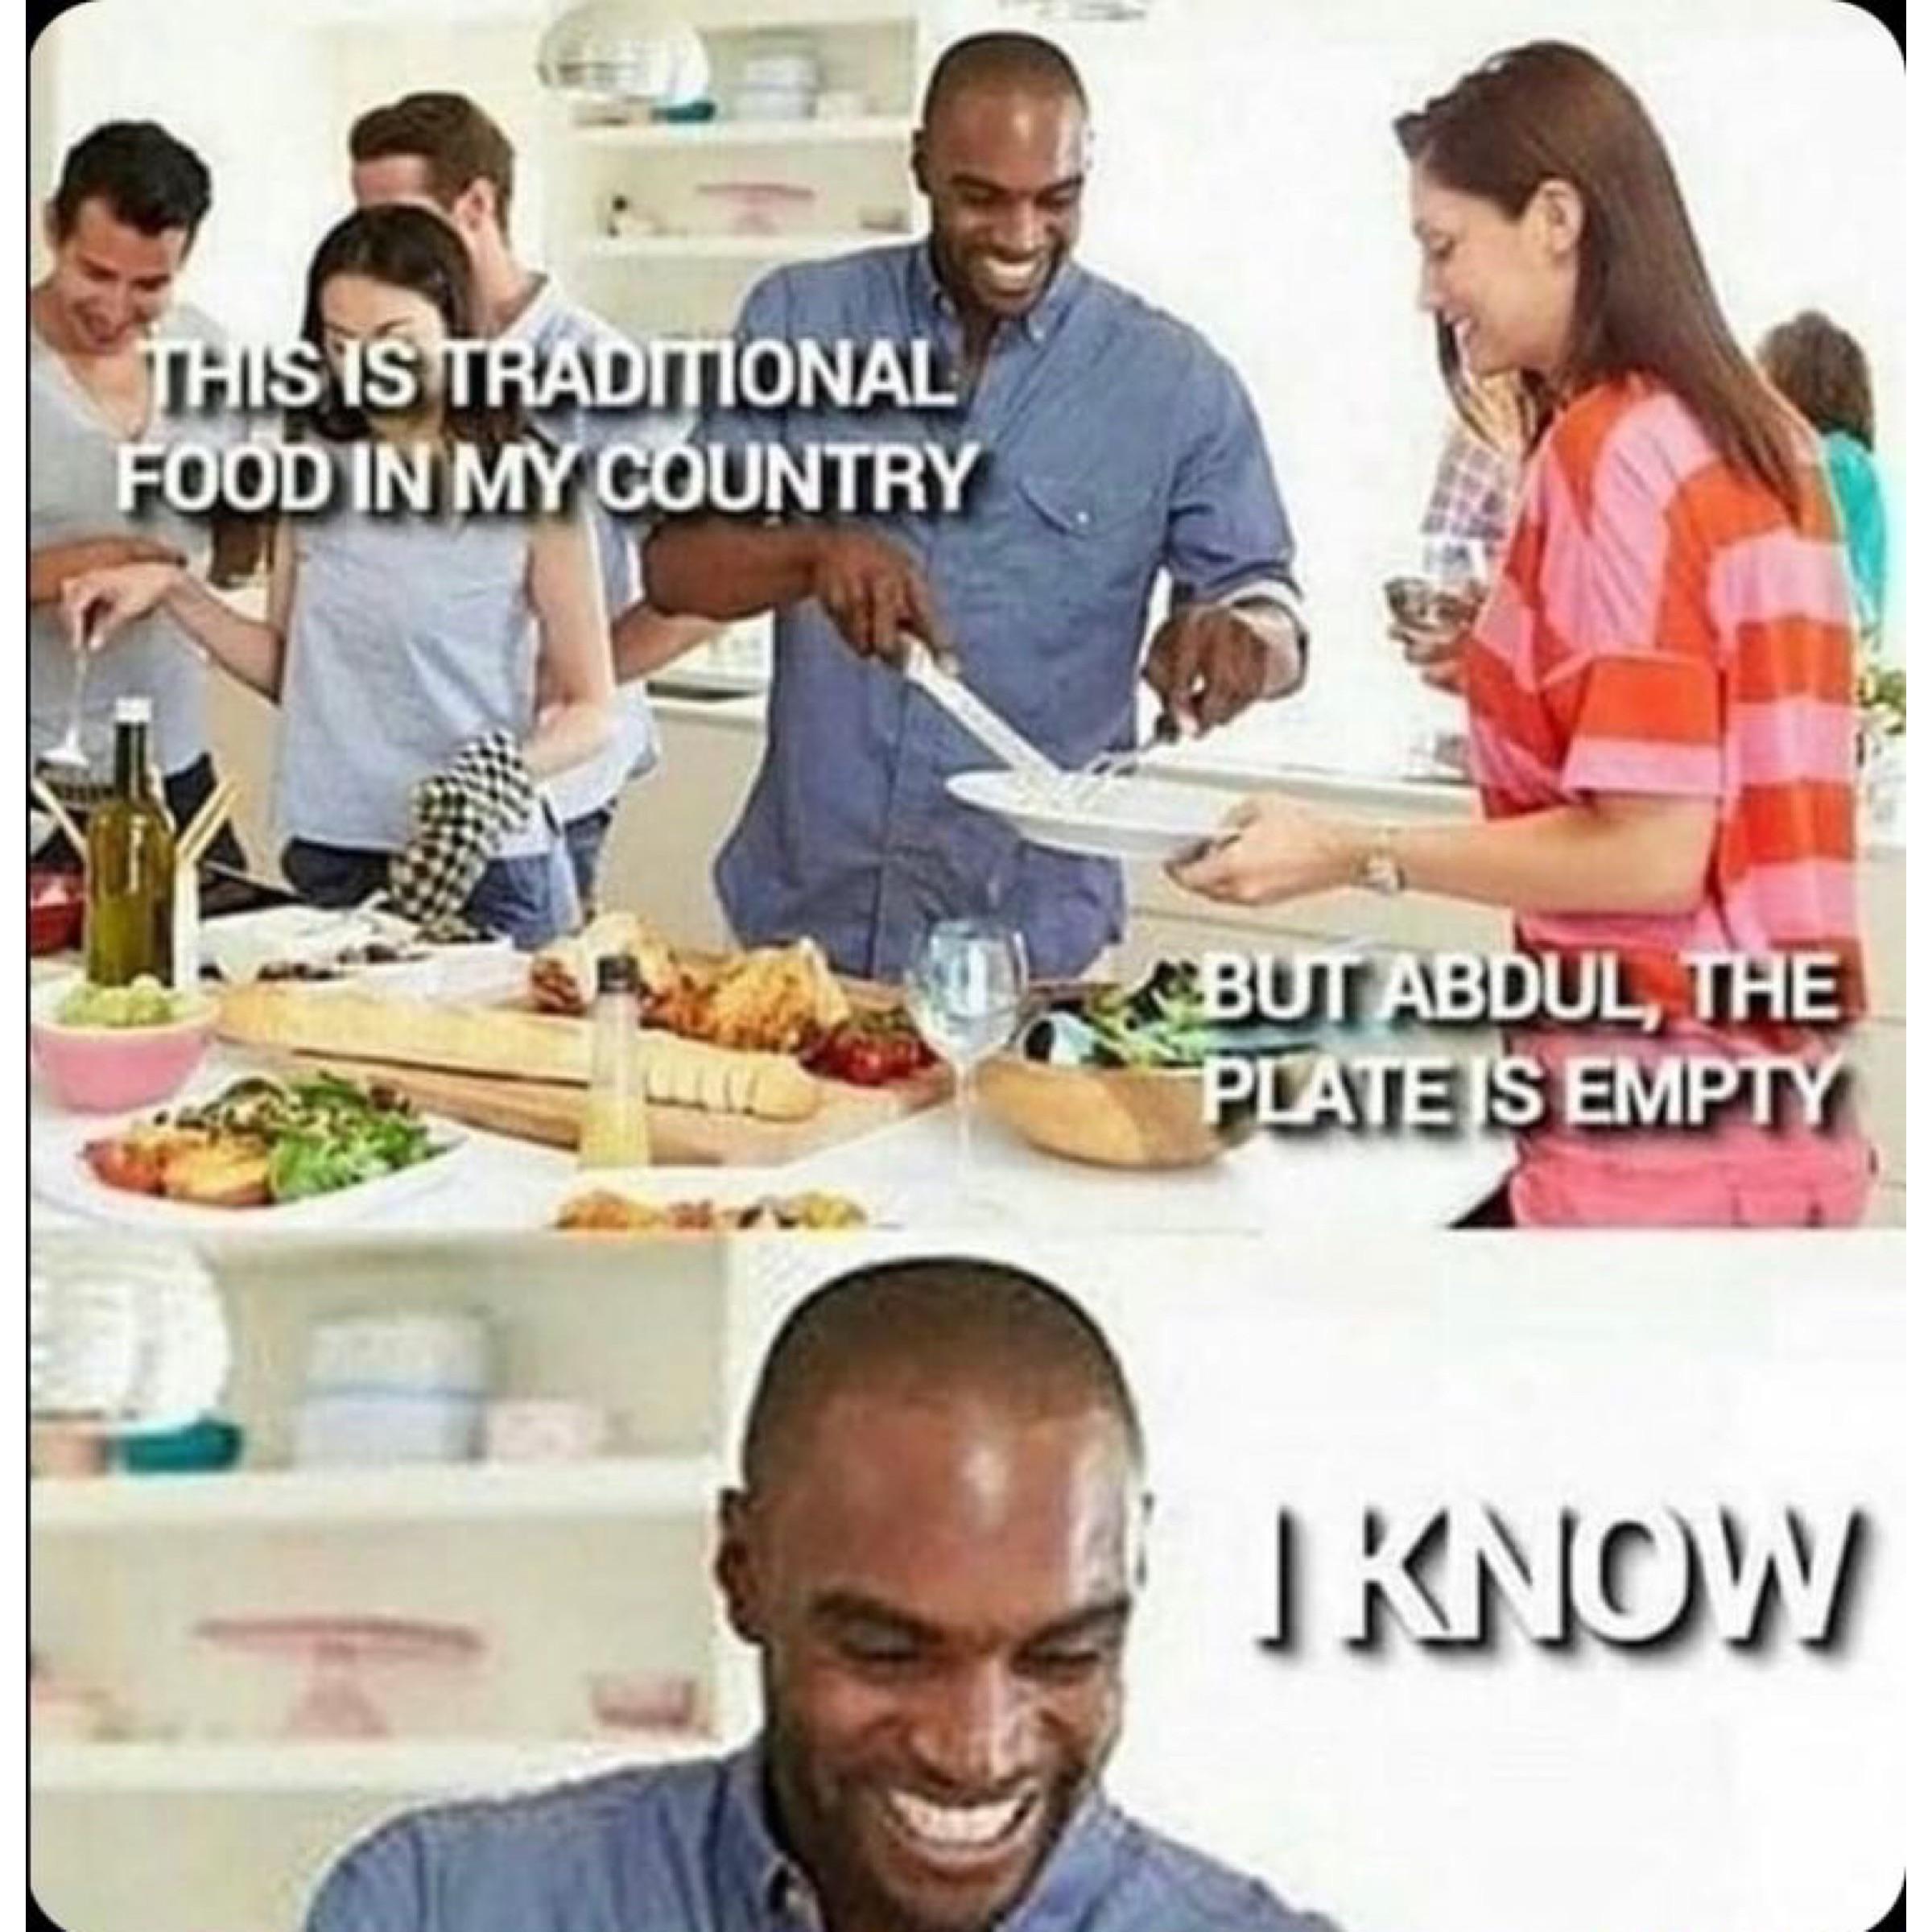 THIS IS TRADITIONAL
FOOD IN MY COUNTRY
BUT ABDUL, THE
PLATE IS EMPTY
I KNOW